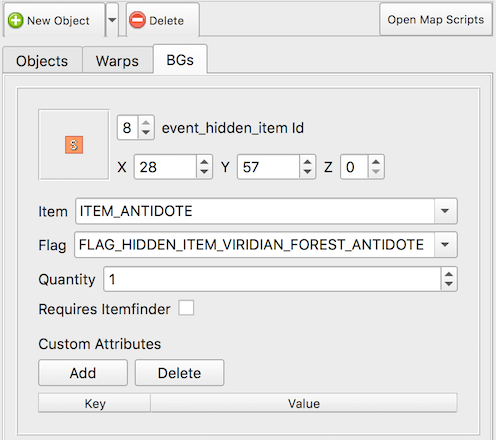 New Object Delete Open Map Scripts
Objects Warps BGs
S 8 event_hidden_item Id
X 28 Y 57 Z 0
Item ITEM_ANTIDOTE
Flag FLAG_HIDDEN_ITEM_VIRIDIAN_FOREST_ANTIDOTE
Quantity 1
Requires Itemfinder
Custom Attributes
Add Delete
Key Value